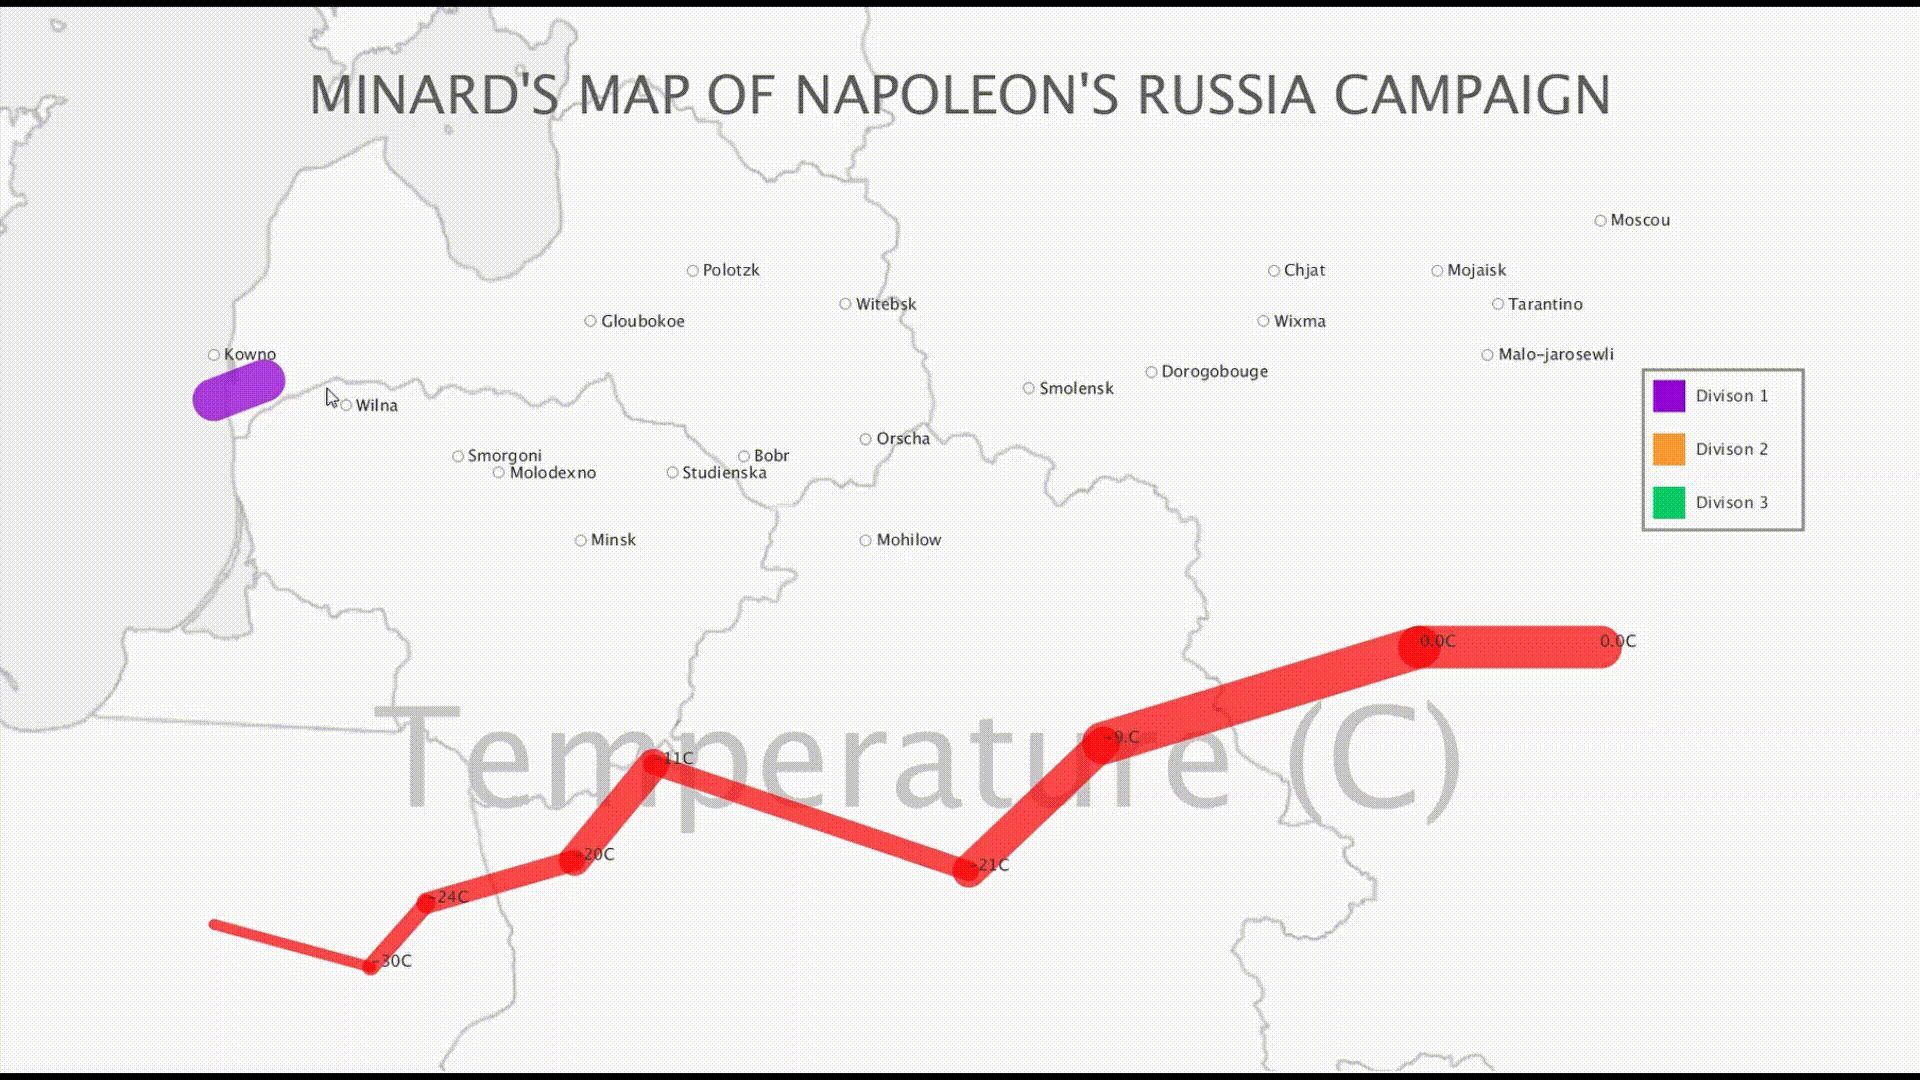 MINARD'S MAP OF NAPOLEON'S RUSSIA CAMPAIGN
Moscou
Polotzk
Chjat
Mojaisk
Witebsk
Tarantino
Gloubokoe
Wixma
Kowno
Malo-jarosewli
Dorogobouge
Smolensk
Divison 1
Wilna
Orscha
Divison 2
Smorgoni
Bobr
Molodexno
Studienska
Divison 3
Minsk
Mohilow
0.0C
0.0C
Temperature (C)
-9.C
-11C
-20C
-21C
-24C
-30C